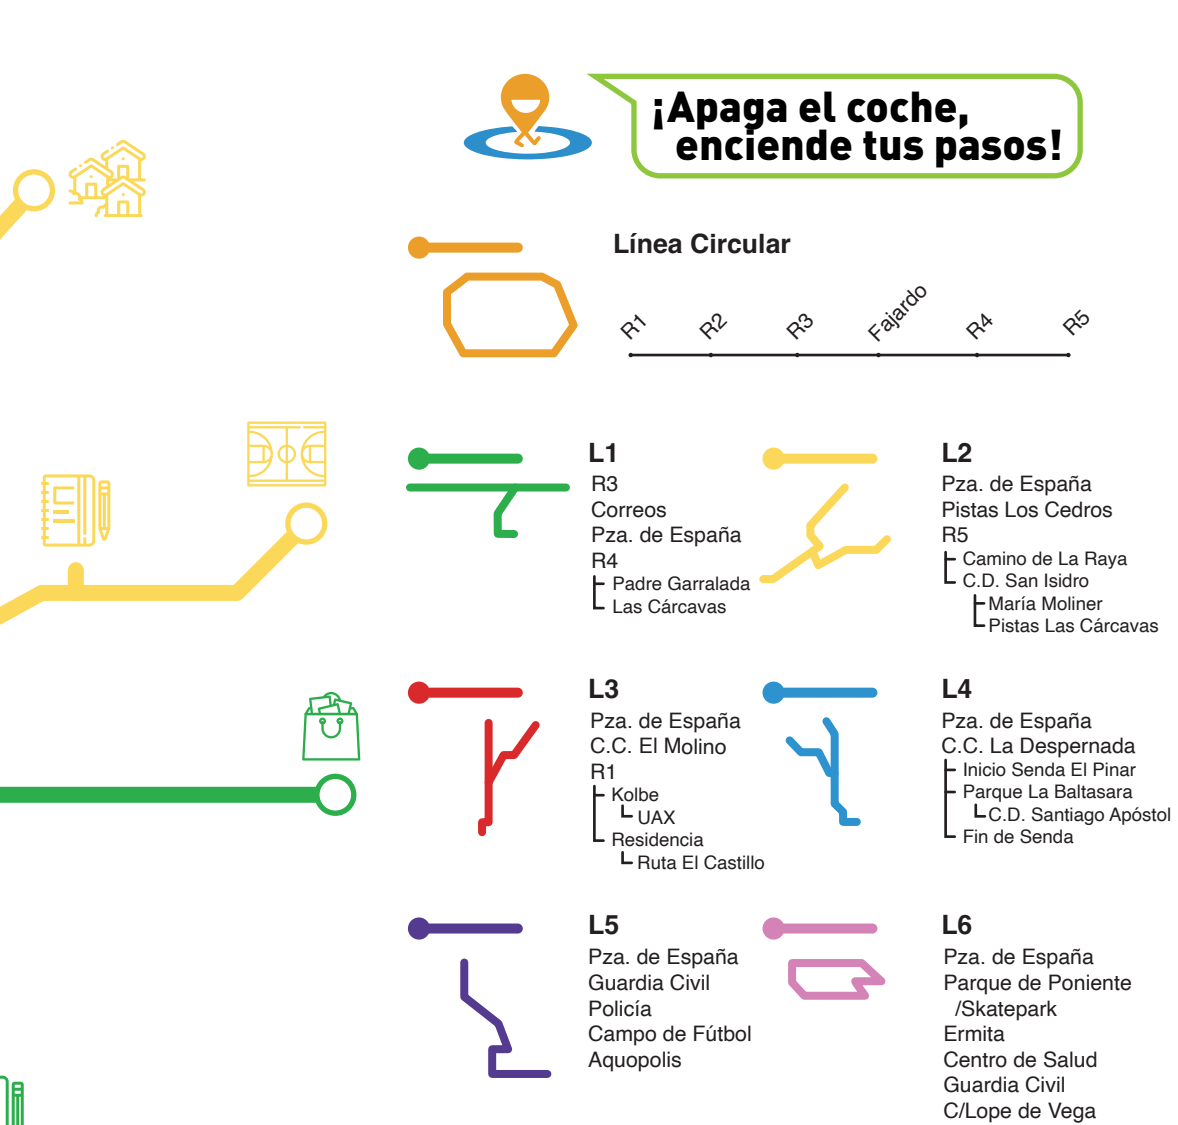 ¡Apaga el coche,
enciende tus pasos!
Línea Circular
R1 R2 R3 Fajardo R4 R5
L1
R3
Correos
Pza. de España
R4
Padre Garralada
Las Cárcavas
L2
Pza. de España
Pistas Los Cedros
R5
Camino de La Raya
C.D. San Isidro
María Moliner
Pistas Las Cárcavas
L3
Pza. de España
C.C. El Molino
R1
Kolbe
UAX
Residencia
Ruta El Castillo
L4
Pza. de España
C.C. La Despernada
Inicio Senda El Pinar
Parque La Baltasara
C.D. Santiago Apóstol
Fin de Senda
L5
Pza. de España
Guardia Civil
Policía
Campo de Fútbol
Aquopolis
L6
Pza. de España
Parque de Poniente
/Skatepark
Ermita
Centro de Salud
Guardia Civil
C/Lope de Vega